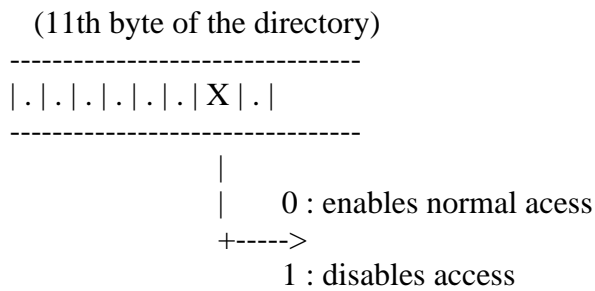 (11th byte of the directory)
---------------------------------
| . | . | . | . | . | . | X | . |
---------------------------------
|
| 0 : enables normal acess
+----->
1 : disables access